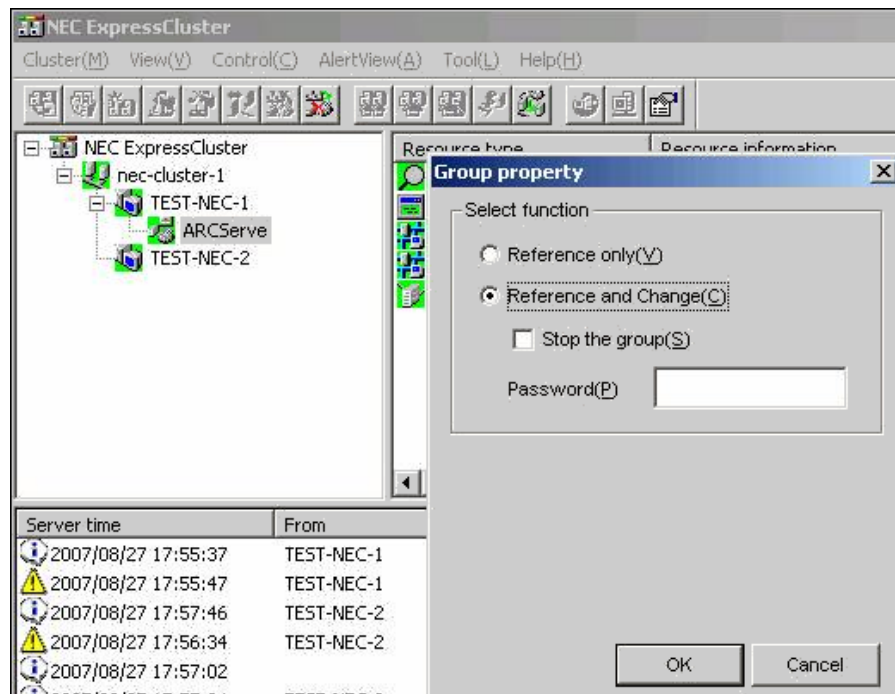 NEC ExpressCluster
Cluster(M) View(V) Control(C) AlertView(A) Tool(L) Help(H)
NEC ExpressCluster
nec-cluster-1
TEST-NEC-1
ARCServe
TEST-NEC-2
Resource type Resource information
Group property
Select function
Reference only(V)
Reference and Change(C)
Stop the group(S)
Password(P)
OK Cancel
Server time From
2007/08/27 17:55:37 TEST-NEC-1
2007/08/27 17:55:47 TEST-NEC-1
2007/08/27 17:57:46 TEST-NEC-2
2007/08/27 17:56:34 TEST-NEC-2
2007/08/27 17:57:02